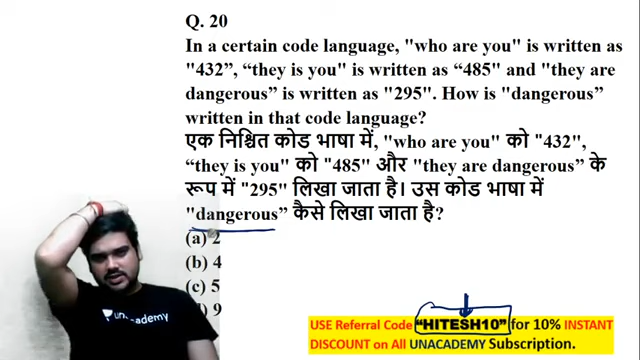 Q. 20
In a certain code language, "who are you" is written as
"432", “they is you" is written as “485" and "they are
dangerous” is written as "295". How is "dangerous”
written in that code language?
एक निश्चित कोड भाषा में, "who are you" को "432",
“they is you" को "485" और "they are dangerous” के
रूप में "295" लिखा जाता है। उस कोड भाषा में
"dangerous” कैसे लिखा जाता है?
(a) 2
(b) 4
(c) 5
9
unacademy
USE Referral Code “HITESH10” for 10% INSTANT
DISCOUNT on All UNACADEMY Subscription.